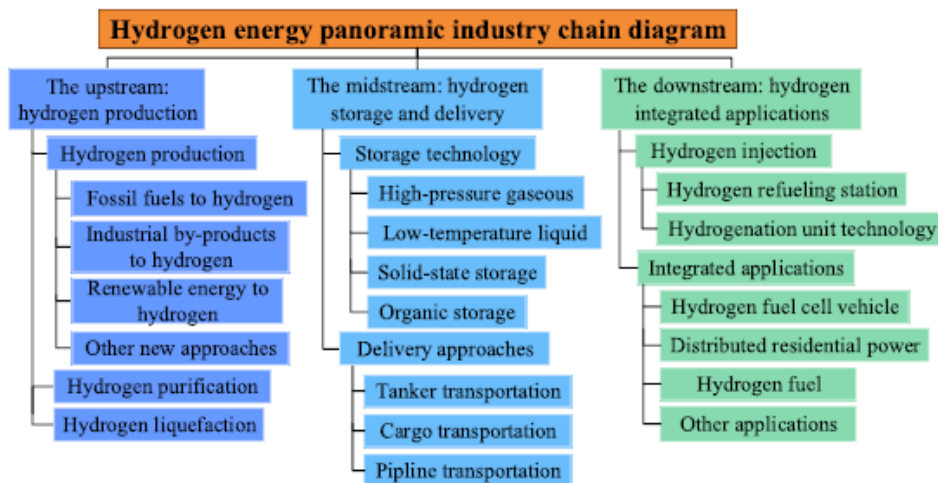 Hydrogen energy panoramic industry chain diagram
The upstream:
hydrogen production
Hydrogen production
Fossil fuels to hydrogen
Industrial by-products
to hydrogen
Renewable energy to
hydrogen
Other new approaches
Hydrogen purification
Hydrogen liquefaction
The midstream: hydrogen
storage and delivery
Storage technology
High-pressure gaseous
Low-temperature liquid
Solid-state storage
Organic storage
Delivery approaches
Tanker transportation
Cargo transportation
Pipline transportation
The downstream: hydrogen
integrated applications
Hydrogen injection
Hydrogen refueling station
Hydrogenation unit technology
Integrated applications
Hydrogen fuel cell vehicle
Distributed residential power
Hydrogen fuel
Other applications